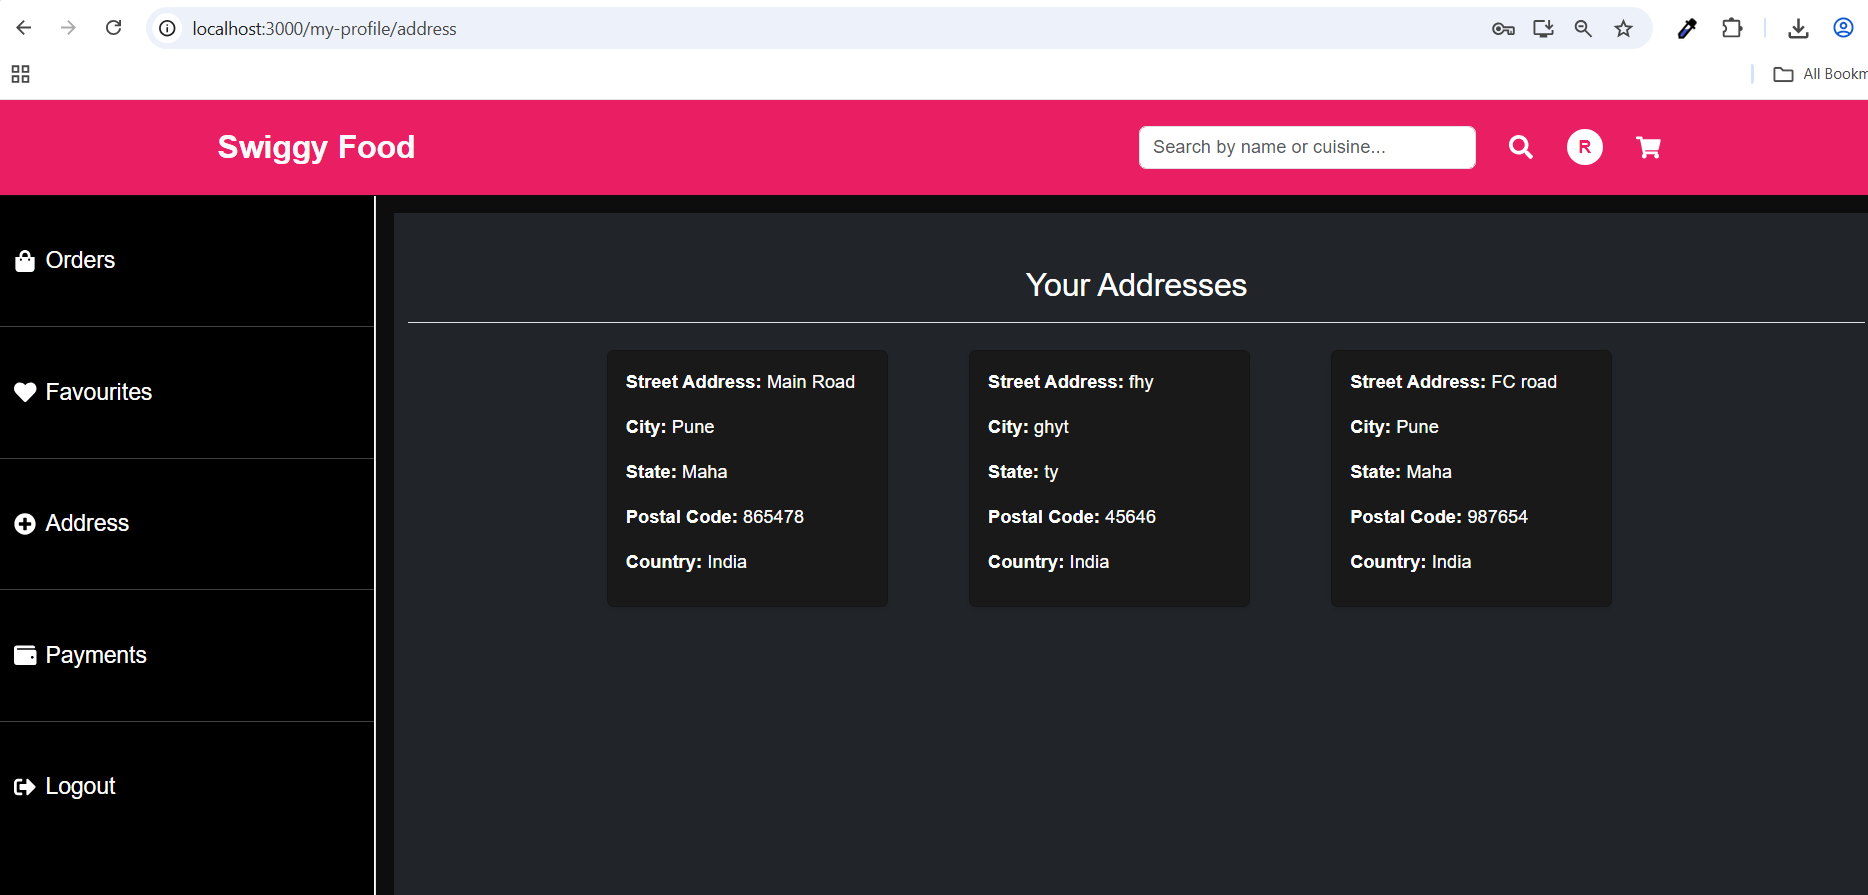 localhost:3000/my-profile/address
All Bookm
Swiggy Food
Search by name or cuisine...
R
Orders
Favourites
Address
Payments
Logout
Your Addresses
Street Address: Main Road
City: Pune
State: Maha
Postal Code: 865478
Country: India
Street Address: fhy
City: ghyt
State: ty
Postal Code: 45646
Country: India
Street Address: FC road
City: Pune
State: Maha
Postal Code: 987654
Country: India